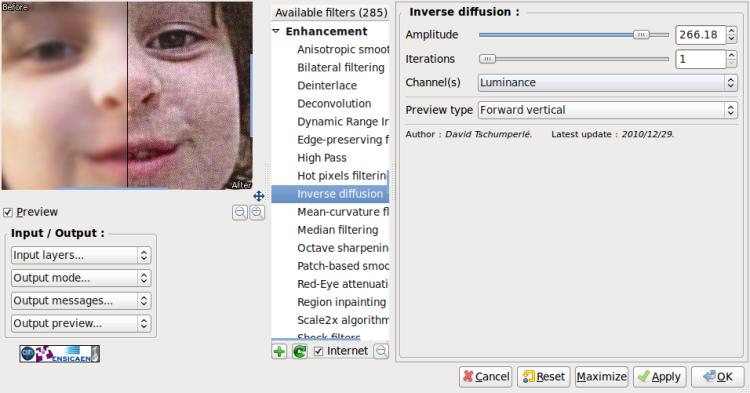 Before
After
Preview
Input / Output :
Input layers...
Output mode...
Output messages...
Output preview...
ENSICAEN
Available filters (285)
Enhancement
Anisotropic smoot
Bilateral filtering
Deinterlace
Deconvolution
Dynamic Range In
Edge-preserving f
High Pass
Hot pixels filterin
Inverse diffusion
Mean-curvature fl
Median filtering
Octave sharpenin
Patch-based smoo
Red-Eye attenuati
Region inpainting
Scale2x algorithm
Shock filters
Internet
Inverse diffusion :
Amplitude 266.18
Iterations 1
Channel(s) Luminance
Preview type Forward vertical
Author : David Tschumperlé. Latest update : 2010/12/29.
Cancel Reset Maximize Apply OK